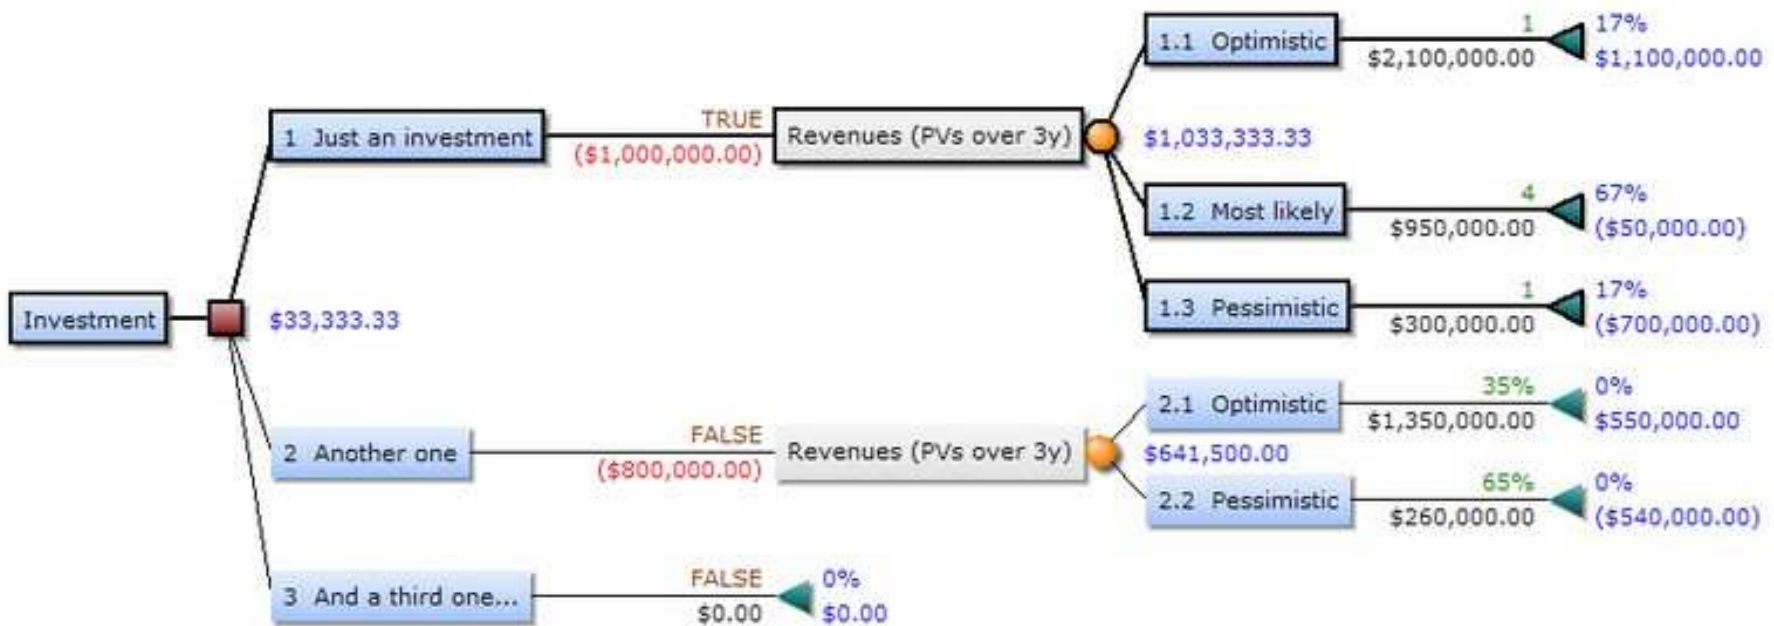 1.1 Optimistic
1
$2,100,000.00
17%
$1,100,000.00
1 Just an investment
TRUE
($1,000,000.00)
Revenues (PVs over 3y)
$1,033,333.33
1.2 Most likely
4
$950,000.00
67%
($50,000.00)
1.3 Pessimistic
1
$300,000.00
17%
($700,000.00)
Investment
$33,333.33
2.1 Optimistic
35%
$1,350,000.00
0%
$550,000.00
2 Another one
FALSE
($800,000.00)
Revenues (PVs over 3y)
$641,500.00
2.2 Pessimistic
65%
$260,000.00
0%
($540,000.00)
3 And a third one...
FALSE
$0.00
0%
$0.00